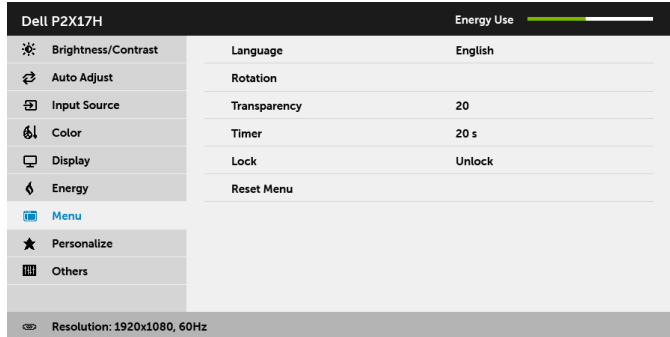 Dell P2X17H Energy Use
Brightness/Contrast Language English
Auto Adjust Rotation
Input Source Transparency 20
Color Timer 20 s
Display Lock Unlock
Energy Reset Menu
Menu
Personalize
Others
Resolution: 1920x1080, 60Hz